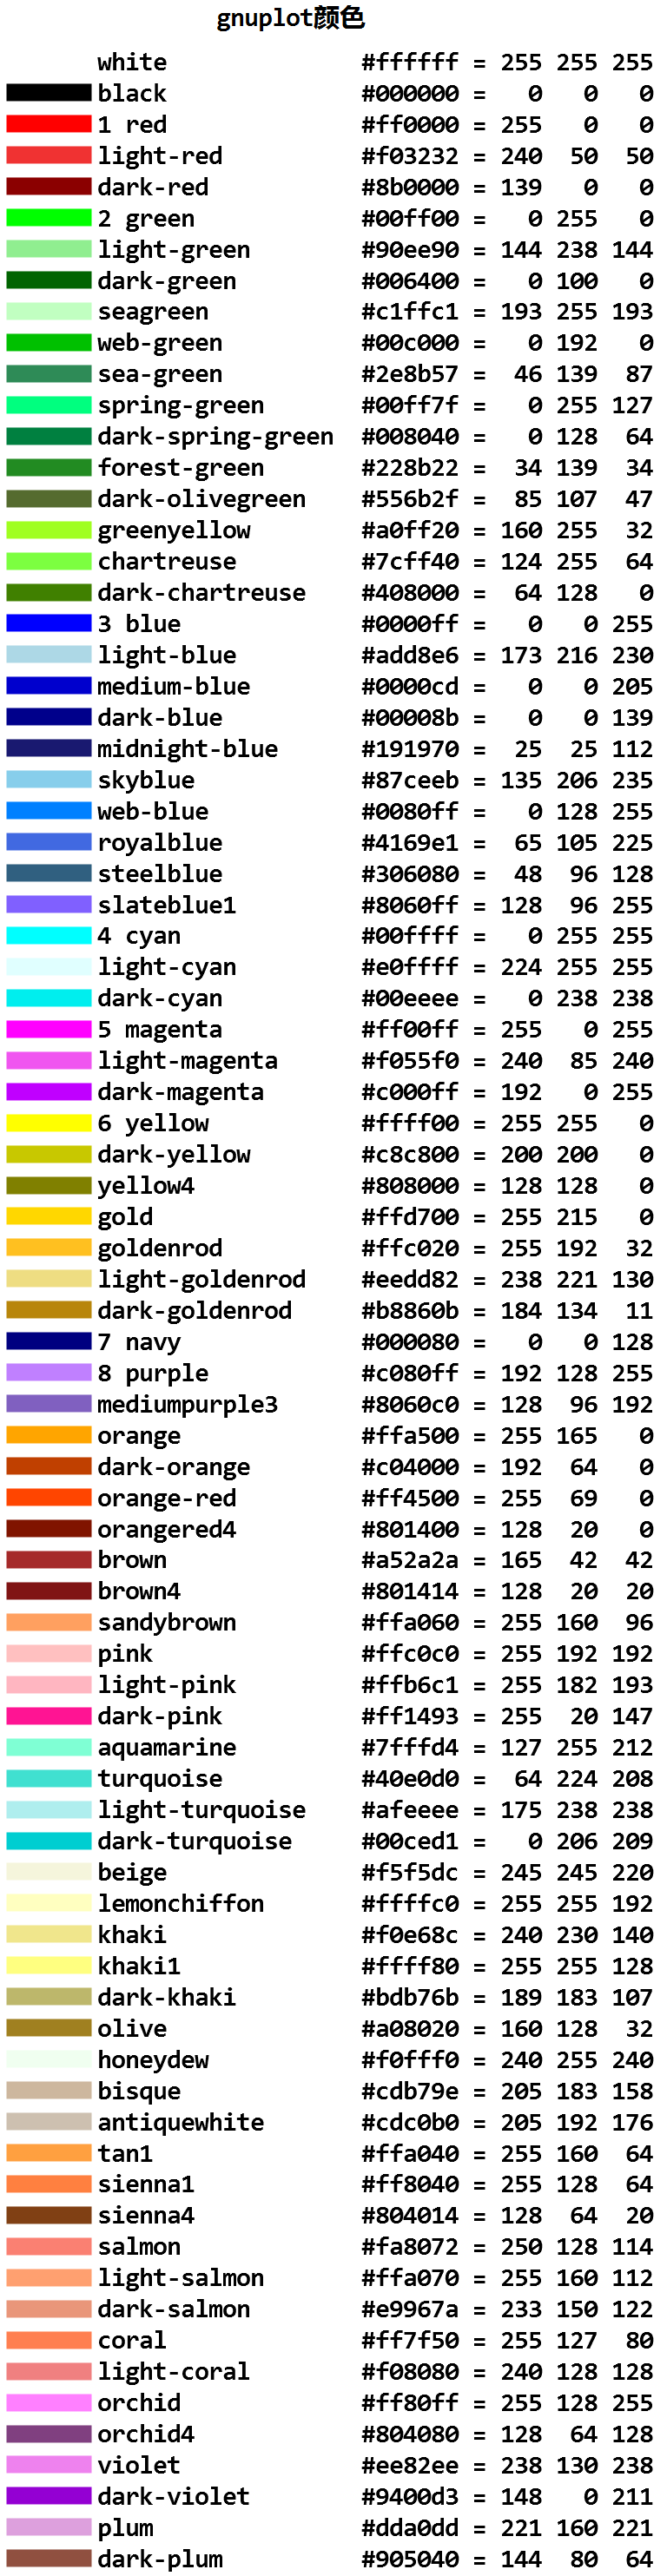 gnuplot颜色
white #ffffff = 255 255 255
black #000000 = 0 0 0
1 red #ff0000 = 255 0 0
light-red #f03232 = 240 50 50
dark-red #8b0000 = 139 0 0
2 green #00ff00 = 0 255 0
light-green #90ee90 = 144 238 144
dark-green #006400 = 0 100 0
seagreen #c1ffc1 = 193 255 193
web-green #00c000 = 0 192 0
sea-green #2e8b57 = 46 139 87
spring-green #00ff7f = 0 255 127
dark-spring-green #008040 = 0 128 64
forest-green #228b22 = 34 139 34
dark-olivegreen #556b2f = 85 107 47
greenyellow #a0ff20 = 160 255 32
chartreuse #7cff40 = 124 255 64
dark-chartreuse #408000 = 64 128 0
3 blue #0000ff = 0 0 255
light-blue #add8e6 = 173 216 230
medium-blue #0000cd = 0 0 205
dark-blue #00008b = 0 0 139
midnight-blue #191970 = 25 25 112
skyblue #87ceeb = 135 206 235
web-blue #0080ff = 0 128 255
royalblue #4169e1 = 65 105 225
steelblue #306080 = 48 96 128
slateblue1 #8060ff = 128 96 255
4 cyan #00ffff = 0 255 255
light-cyan #e0ffff = 224 255 255
dark-cyan #00eeee = 0 238 238
5 magenta #ff00ff = 255 0 255
light-magenta #f055f0 = 240 85 240
dark-magenta #c000ff = 192 0 255
6 yellow #ffff00 = 255 255 0
dark-yellow #c8c800 = 200 200 0
yellow4 #808000 = 128 128 0
gold #ffd700 = 255 215 0
goldenrod #ffc020 = 255 192 32
light-goldenrod #eedd82 = 238 221 130
dark-goldenrod #b8860b = 184 134 11
7 navy #000080 = 0 0 128
8 purple #c080ff = 192 128 255
mediumpurple3 #8060c0 = 128 96 192
orange #ffa500 = 255 165 0
dark-orange #c04000 = 192 64 0
orange-red #ff4500 = 255 69 0
orangered4 #801400 = 128 20 0
brown #a52a2a = 165 42 42
brown4 #801414 = 128 20 20
sandybrown #ffa060 = 255 160 96
pink #ffc0c0 = 255 192 192
light-pink #ffb6c1 = 255 182 193
dark-pink #ff1493 = 255 20 147
aquamarine #7fffd4 = 127 255 212
turquoise #40e0d0 = 64 224 208
light-turquoise #afeeee = 175 238 238
dark-turquoise #00ced1 = 0 206 209
beige #f5f5dc = 245 245 220
lemonchiffon #ffffc0 = 255 255 192
khaki #f0e68c = 240 230 140
khaki1 #ffff80 = 255 255 128
dark-khaki #bdb76b = 189 183 107
olive #a08020 = 160 128 32
honeydew #f0fff0 = 240 255 240
bisque #cdb79e = 205 183 158
antiquewhite #cdc0b0 = 205 192 176
tan1 #ffa040 = 255 160 64
sienna1 #ff8040 = 255 128 64
sienna4 #804014 = 128 64 20
salmon #fa8072 = 250 128 114
light-salmon #ffa070 = 255 160 112
dark-salmon #e9967a = 233 150 122
coral #ff7f50 = 255 127 80
light-coral #f08080 = 240 128 128
orchid #ff80ff = 255 128 255
orchid4 #804080 = 128 64 128
violet #ee82ee = 238 130 238
dark-violet #9400d3 = 148 0 211
plum #dda0dd = 221 160 221
dark-plum #905040 = 144 80 64